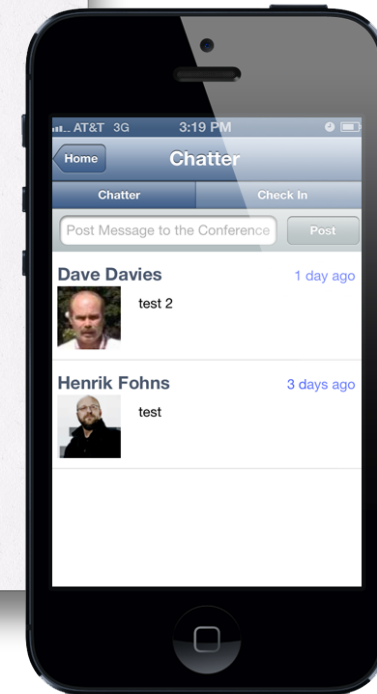 AT&T 3G 3:19 PM
Home Chatter
Chatter Check In
Post Message to the Conference Post
Dave Davies 1 day ago
test 2
Henrik Fohns 3 days ago
test